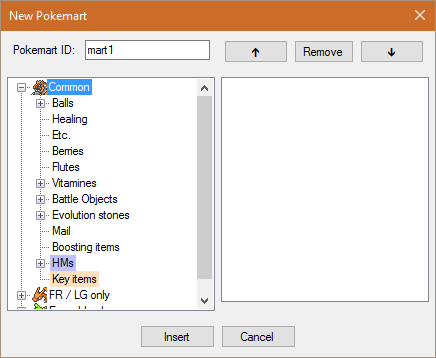 New Pokemart
Pokemart ID: mart1 Remove
Common
Balls
Healing
Etc.
Berries
Flutes
Vitamines
Battle Objects
Evolution stones
Mail
Boosting items
HMs
Key items
FR / LG only
Insert Cancel